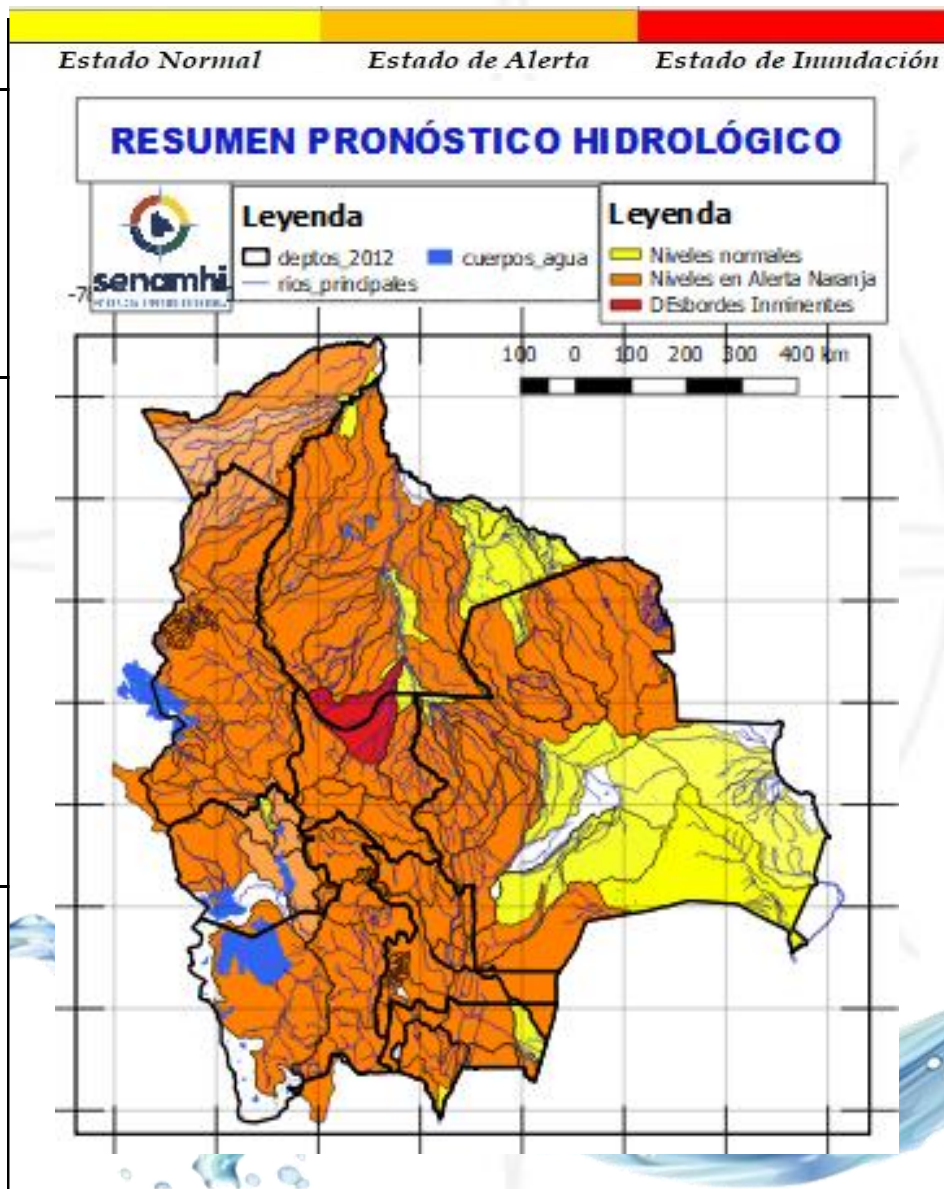 Estado Normal Estado de Alerta Estado de Inundación
RESUMEN PRONÓSTICO HIDROLÓGICO
senamhi
Leyenda
deptos_2012 cuerpos_agua
rios_principales
Leyenda
Niveles normales
Niveles en Alerta Naranja
DEsbordes Inminentes
100 0 100 200 300 400 km